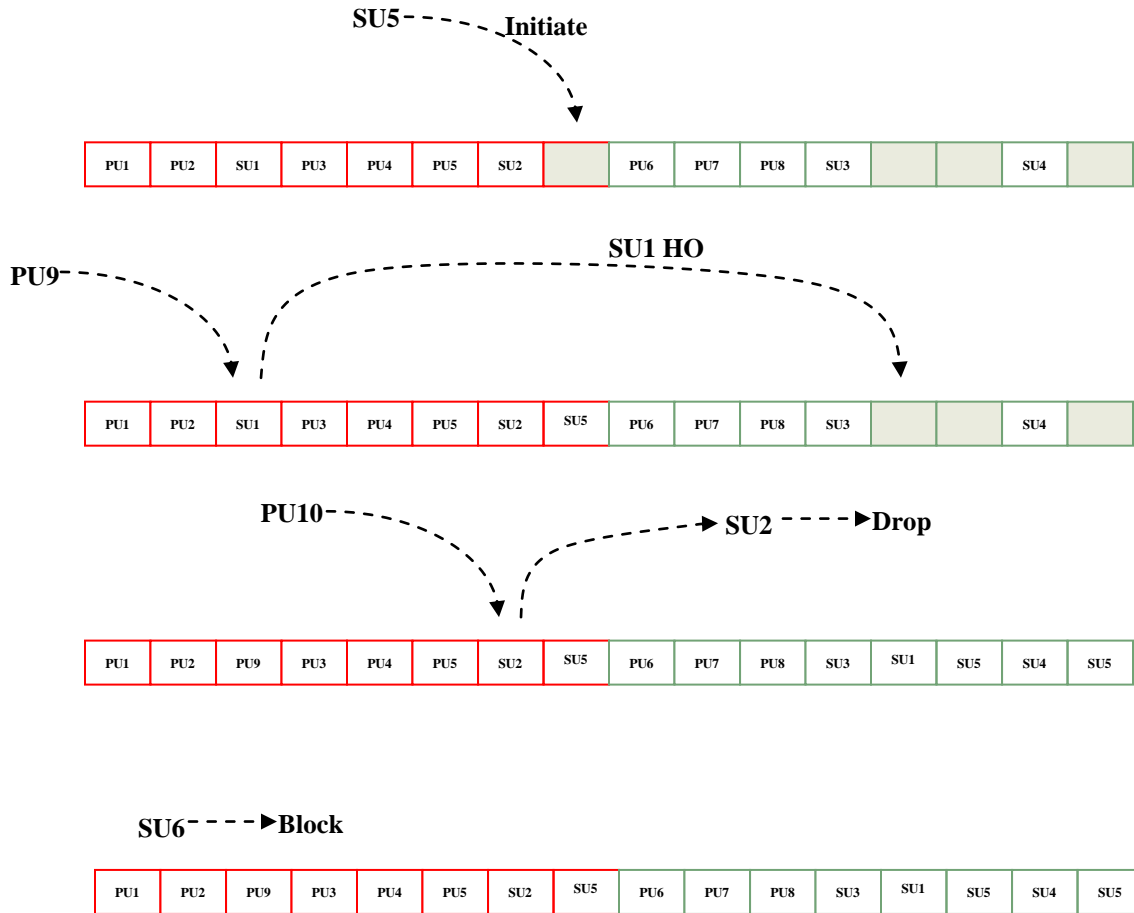 SU5 Initiate
PU1 PU2 SU1 PU3 PU4 PU5 SU2 PU6 PU7 PU8 SU3 SU4
SU1 HO
PU9
PU1 PU2 SU1 PU3 PU4 PU5 SU2 SU5 PU6 PU7 PU8 SU3 SU4
PU10 SU2 Drop
PU1 PU2 PU9 PU3 PU4 PU5 SU2 SU5 PU6 PU7 PU8 SU3 SU1 SU5 SU4 SU5
SU6 Block
PU1 PU2 PU9 PU3 PU4 PU5 SU2 SU5 PU6 PU7 PU8 SU3 SU1 SU5 SU4 SU5